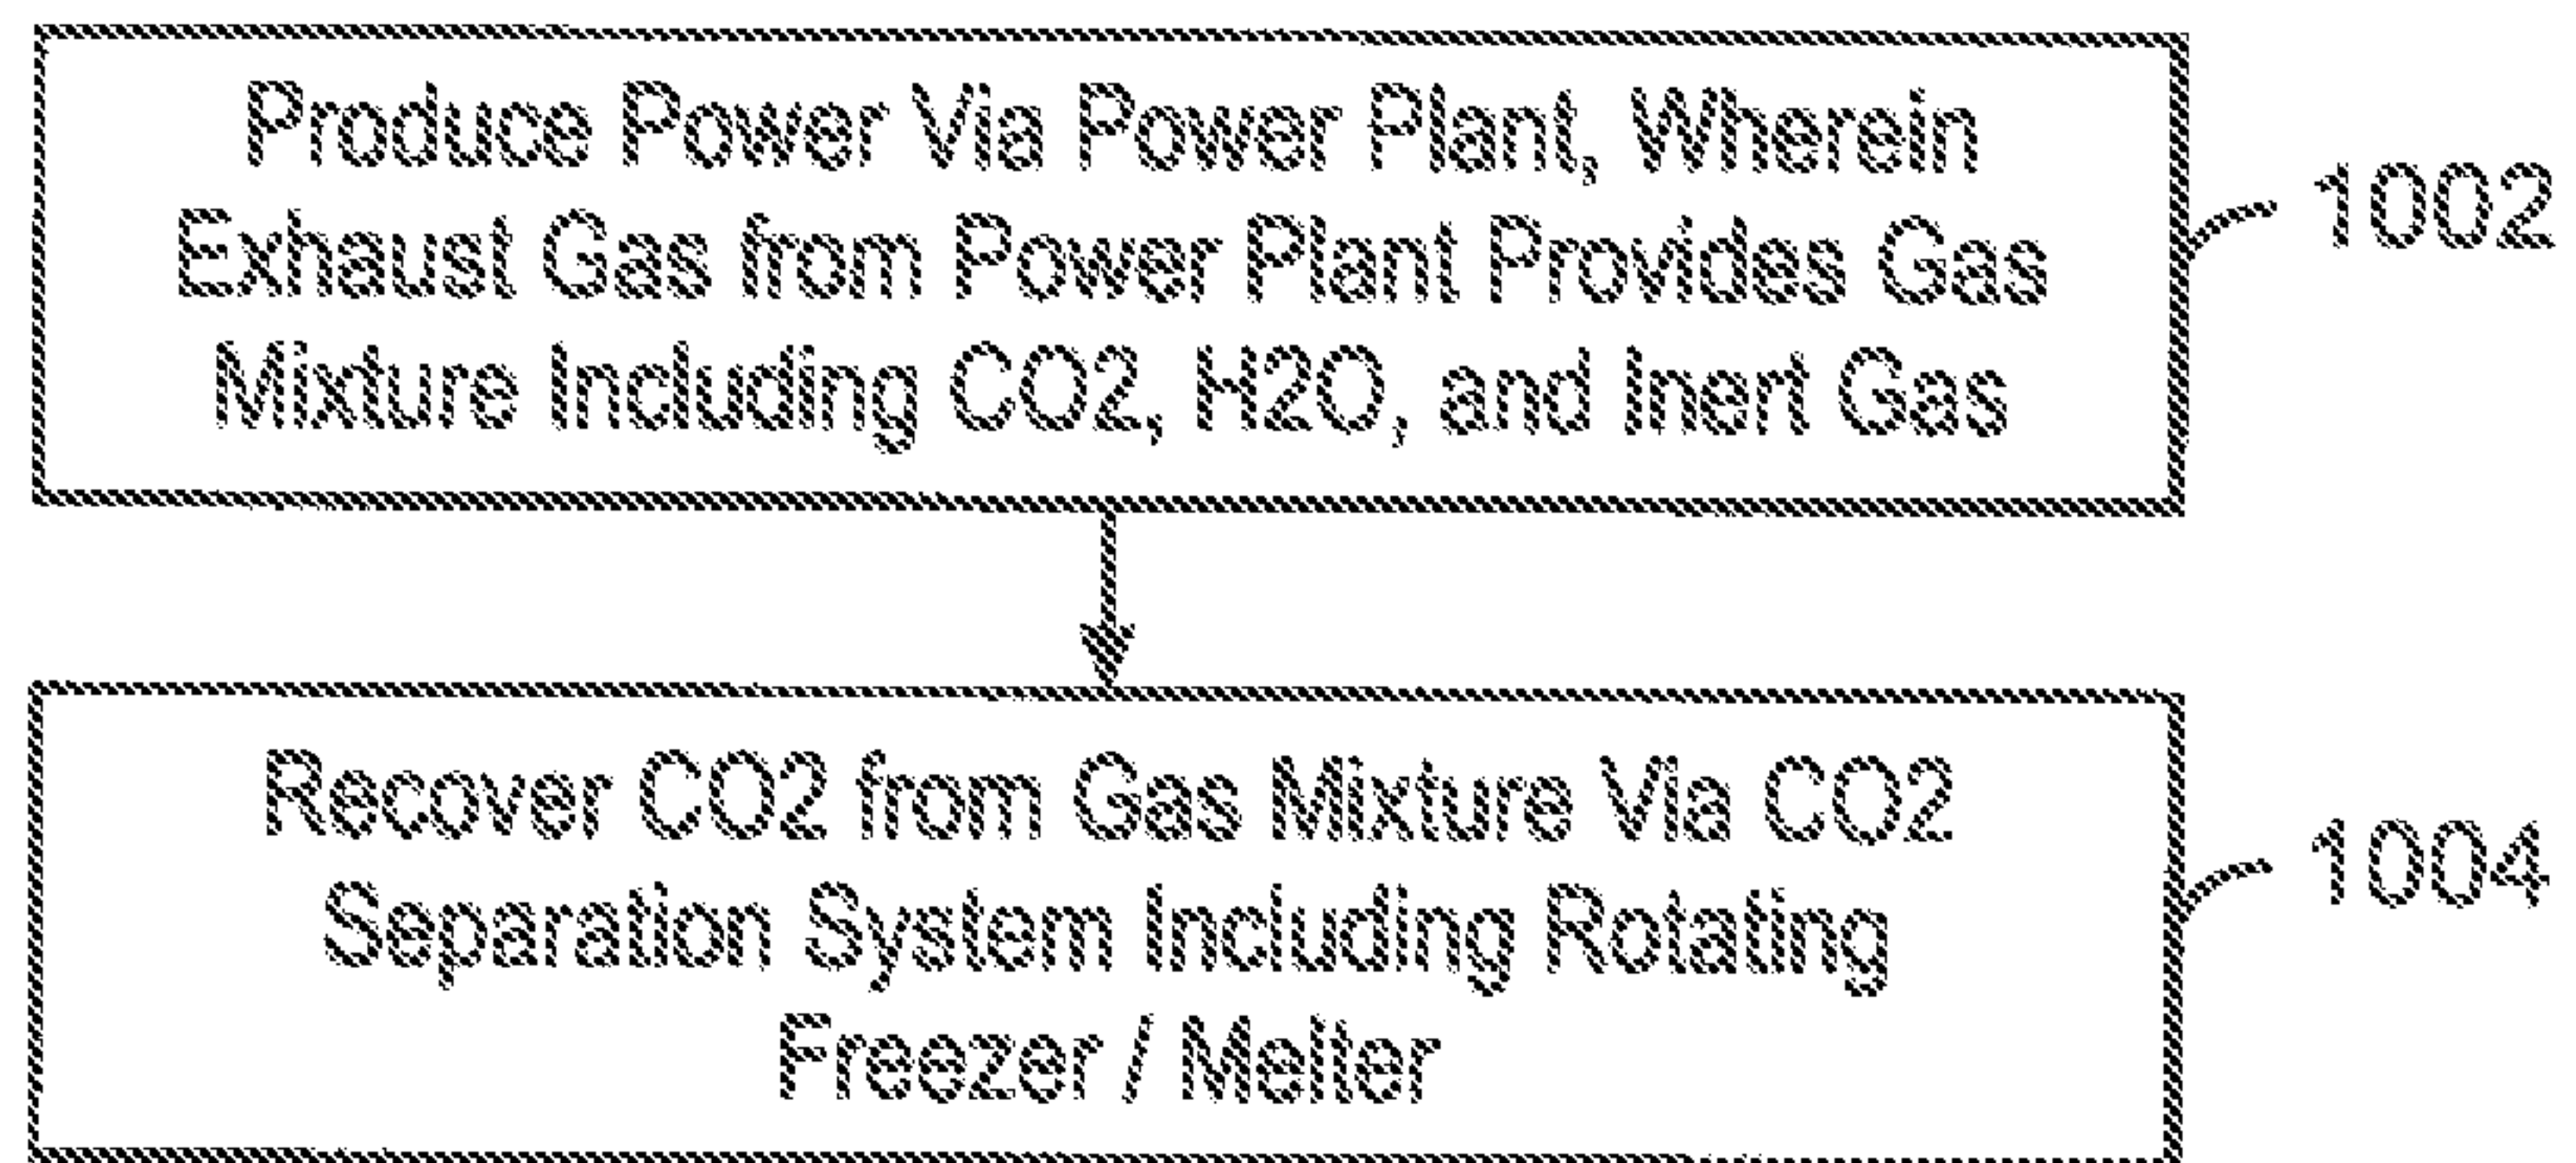 Produce Power Via Power Plant, Wherein
Exhaust Gas from Power Plant Provides Gas
Mixture Including CO2, H2O, and Inert Gas
1002
Recover CO2 from Gas Mixture Via CO2
Separation System Including Rotating
Freezer / Melter
1004